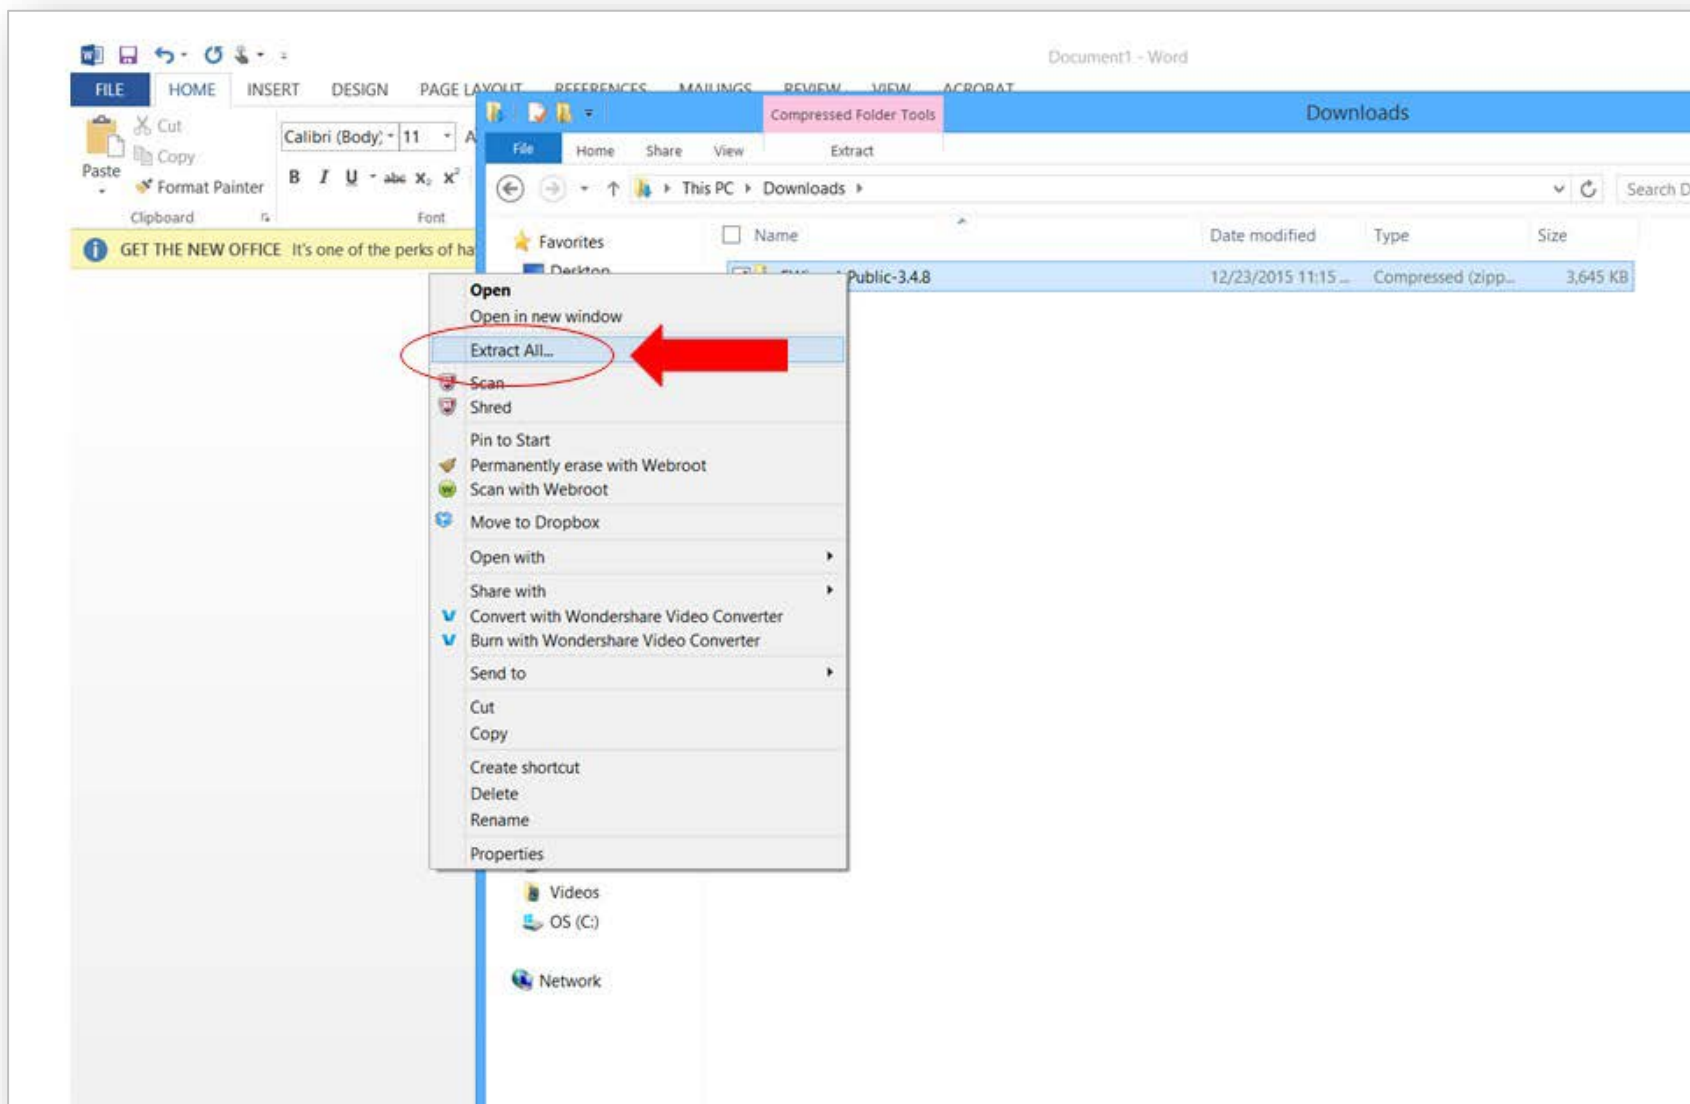 Document1 - Word
FILE HOME INSERT DESIGN PAGE LAYOUT REFERENCES MAILINGS REVIEW VIEW ACROBAT
Cut
Copy
Paste
Format Painter
Clipboard
Calibri (Body) 11 A
B I U abc X₂ X²
Font
GET THE NEW OFFICE It's one of the perks of ha
Compressed Folder Tools
Downloads
File Home Share View Extract
This PC Downloads
Search D
Favorites
Desktop
Name Date modified Type Size
Public-3.4.8 12/23/2015 11:15 ... Compressed (zipp... 3,645 KB
Open
Open in new window
Extract All...
Scan
Shred
Pin to Start
Permanently erase with Webroot
Scan with Webroot
Move to Dropbox
Open with
Share with
Convert with Wondershare Video Converter
Burn with Wondershare Video Converter
Send to
Cut
Copy
Create shortcut
Delete
Rename
Properties
Videos
OS (C:)
Network